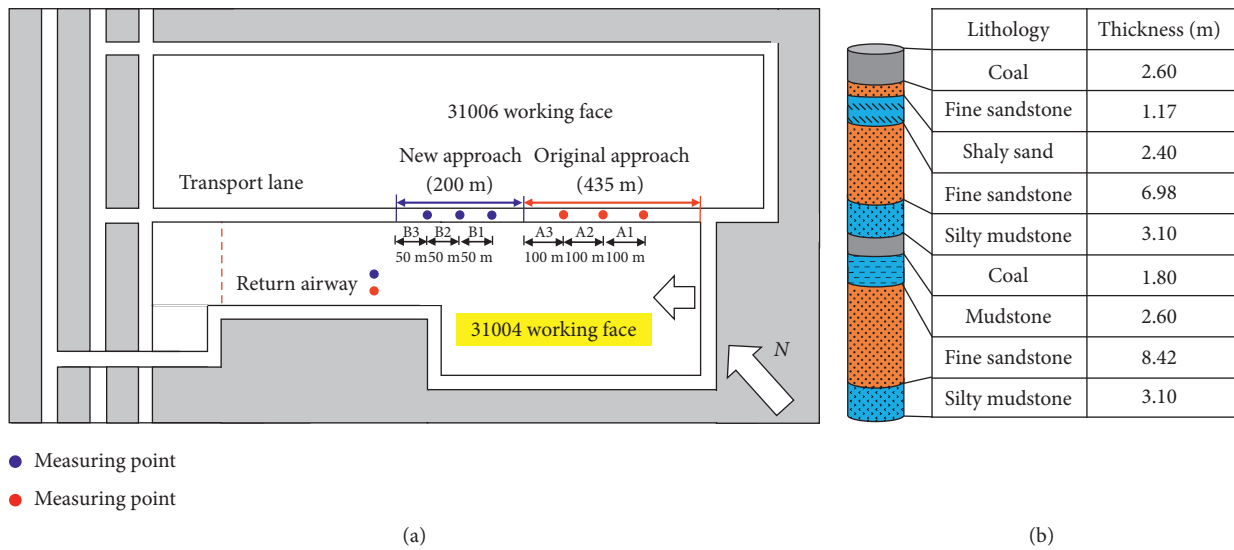 31006 working face
New approach
(200 m)
Original approach
(435 m)
Transport lane
B3 B2 B1
50 m 50 m 50 m
A3 A2 A1
100 m 100 m 100 m
Return airway
31004 working face
N
Measuring point
Measuring point
(a)
Lithology Thickness (m)
Coal 2.60
Fine sandstone 1.17
Shaly sand 2.40
Fine sandstone 6.98
Silty mudstone 3.10
Coal 1.80
Mudstone 2.60
Fine sandstone 8.42
Silty mudstone 3.10
(b)